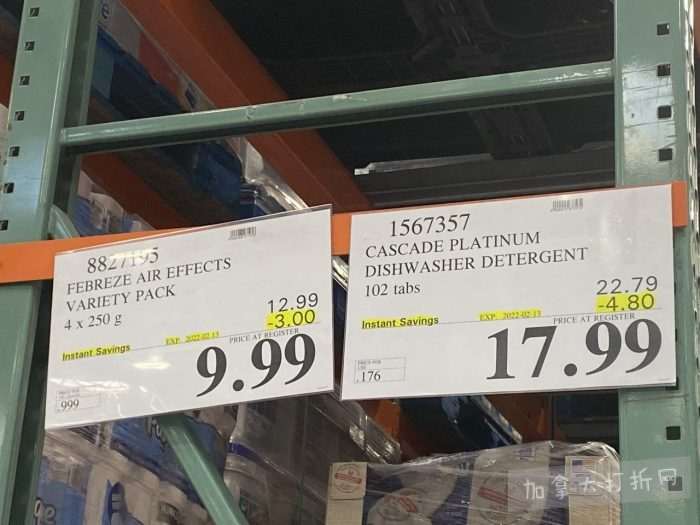 8827195
FEBREZE AIR EFFECTS
VARIETY PACK
4 x 250 g
12.99
-3.00
Instant Savings
EXP. 2022-02-13
PRICE AT REGISTER
9.99
.999
1567357
CASCADE PLATINUM
DISHWASHER DETERGENT
102 tabs
22.79
-4.80
Instant Savings
EXP. 2022-02-13
PRICE AT REGISTER
17.99
PRICE PER
.176
加拿大打折网